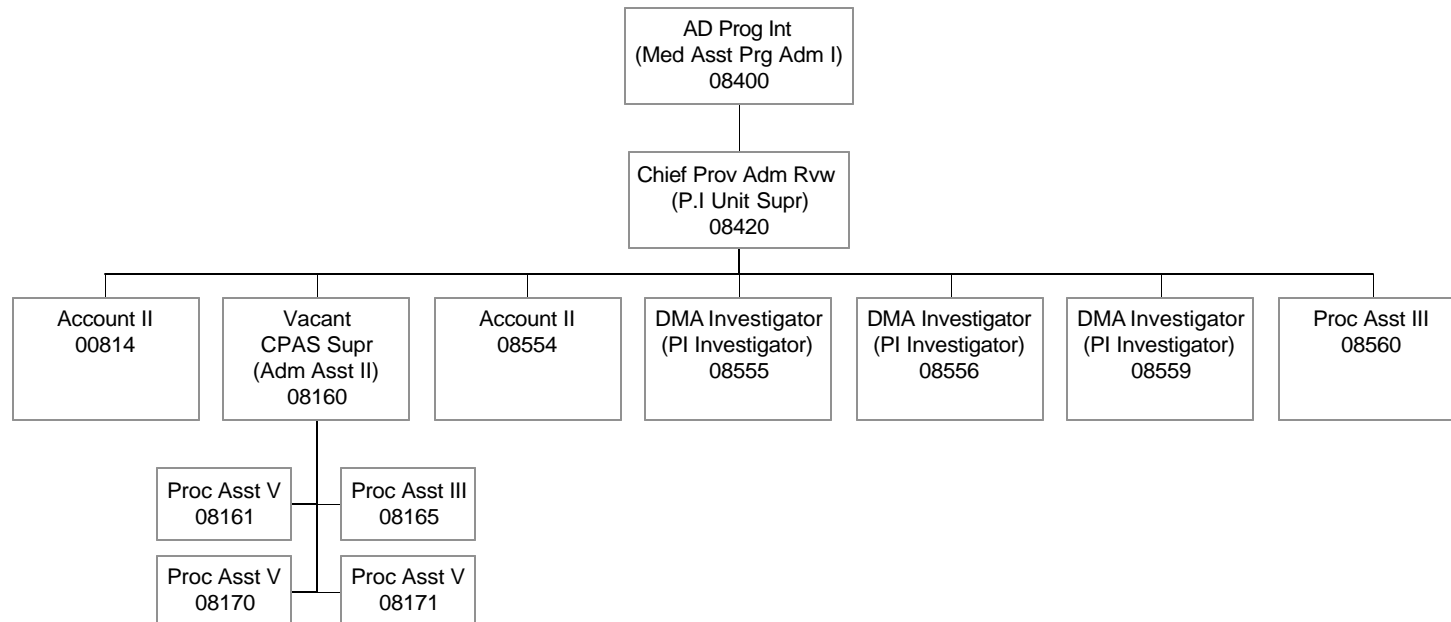 AD Prog Int
(Med Asst Prg Adm I)
08400
Chief Prov Adm Rvw
(P.I Unit Supr)
08420
Account II
00814
Vacant
CPAS Supr
(Adm Asst II)
08160
Account II
08554
DMA Investigator
(PI Investigator)
08555
DMA Investigator
(PI Investigator)
08556
DMA Investigator
(PI Investigator)
08559
Proc Asst III
08560
Proc Asst V
08161
Proc Asst III
08165
Proc Asst V
08170
Proc Asst V
08171